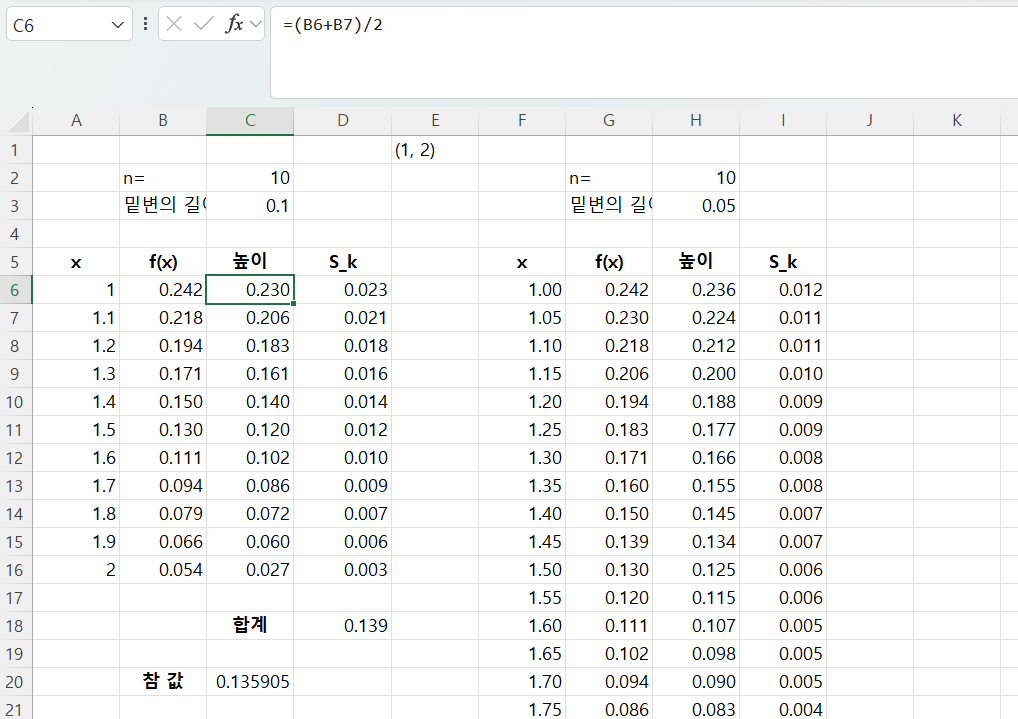 C6 fx =(B6+B7)/2
A B C D E F G H I J K
1 (1, 2)
2 n= 10 n= 10
3 밑변의 0.1 밑변의 0.05
4
5 x f(x) 높이 S_k x f(x) 높이 S_k
6 1 0.242 0.230 0.023 1.00 0.242 0.236 0.012
7 1.1 0.218 0.206 0.021 1.05 0.230 0.224 0.011
8 1.2 0.194 0.183 0.018 1.10 0.218 0.212 0.011
9 1.3 0.171 0.161 0.016 1.15 0.206 0.200 0.010
10 1.4 0.150 0.140 0.014 1.20 0.194 0.188 0.009
11 1.5 0.130 0.120 0.012 1.25 0.183 0.177 0.009
12 1.6 0.111 0.102 0.010 1.30 0.171 0.166 0.008
13 1.7 0.094 0.086 0.009 1.35 0.160 0.155 0.008
14 1.8 0.079 0.072 0.007 1.40 0.150 0.145 0.007
15 1.9 0.066 0.060 0.006 1.45 0.139 0.134 0.007
16 2 0.054 0.027 0.003 1.50 0.130 0.125 0.006
17 1.55 0.120 0.115 0.006
18 합계 0.139 1.60 0.111 0.107 0.005
19 1.65 0.102 0.098 0.005
20 참 값 0.135905 1.70 0.094 0.090 0.005
21 1.75 0.086 0.083 0.004